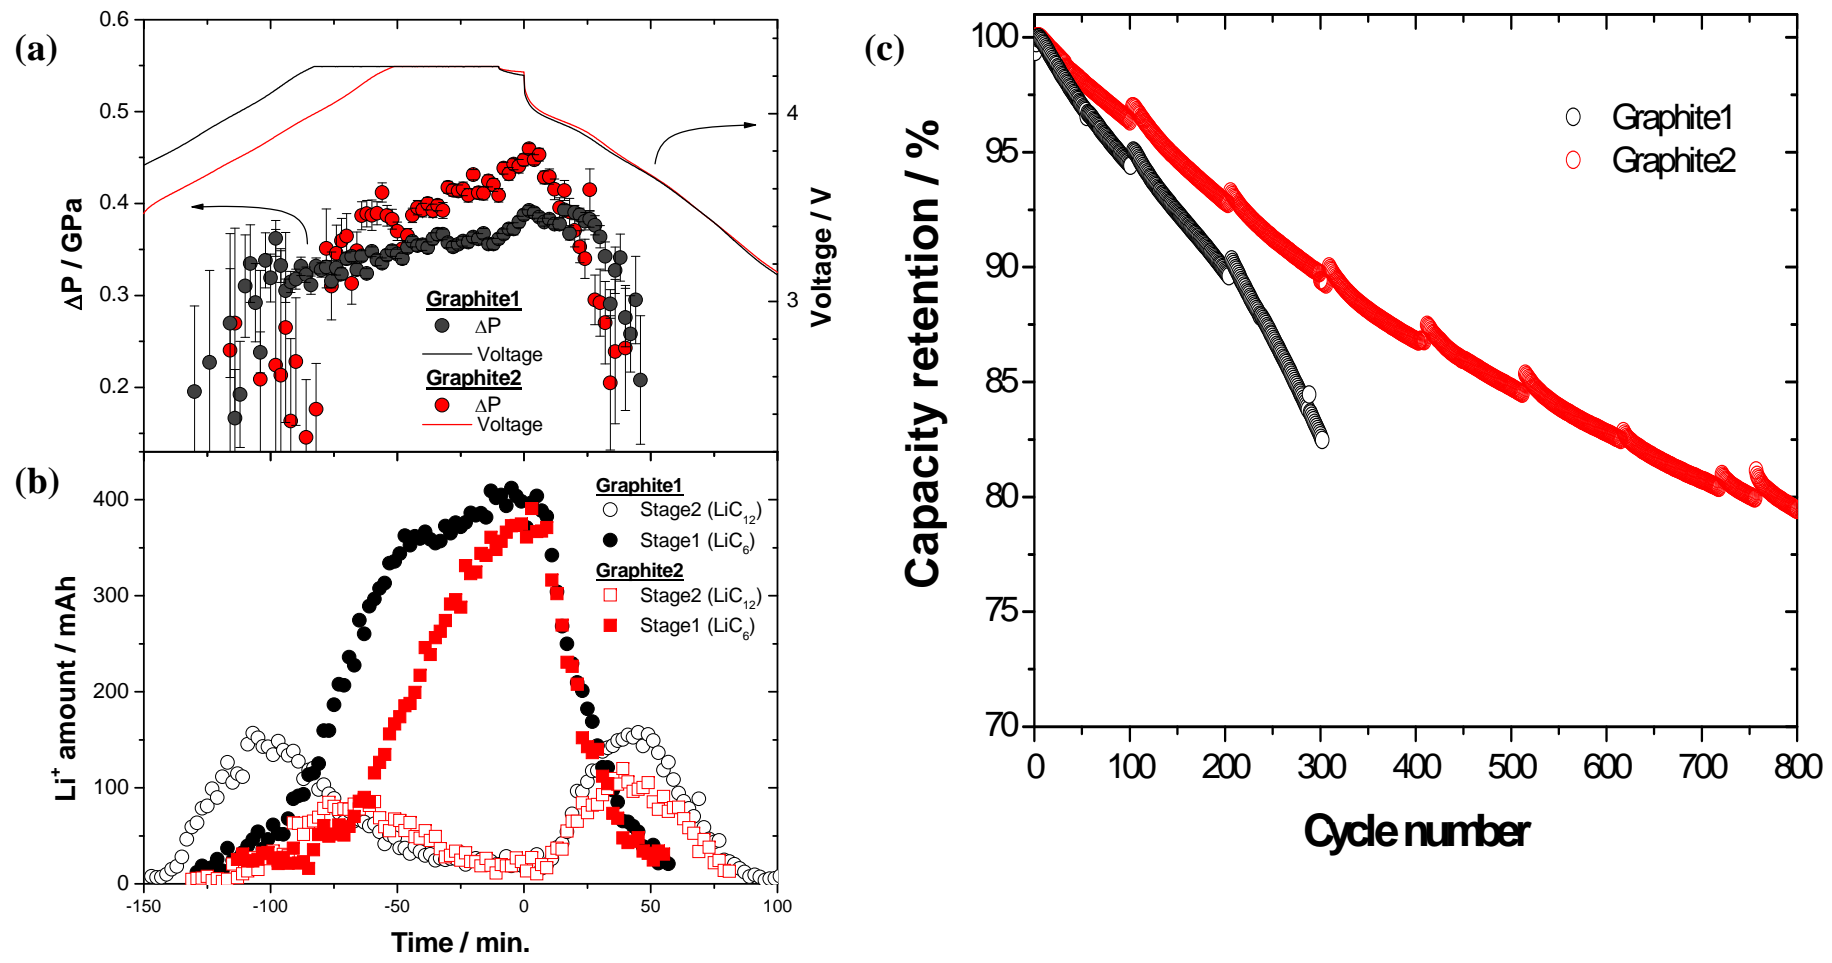 (a)
0.6
0.5
0.4
0.3
0.2
ΔP / GPa
4
3
Voltage / V
Graphite1
ΔP
Voltage
Graphite2
ΔP
Voltage
(b)
400
300
200
100
0
Li+ amount / mAh
Graphite1
Stage2 (LiC12)
Stage1 (LiC6)
Graphite2
Stage2 (LiC12)
Stage1 (LiC6)
-150 -100 -50 0 50 100
Time / min.
(c)
100
95
90
85
80
75
70
Capacity retention / %
Graphite1
Graphite2
0 100 200 300 400 500 600 700 800
Cycle number